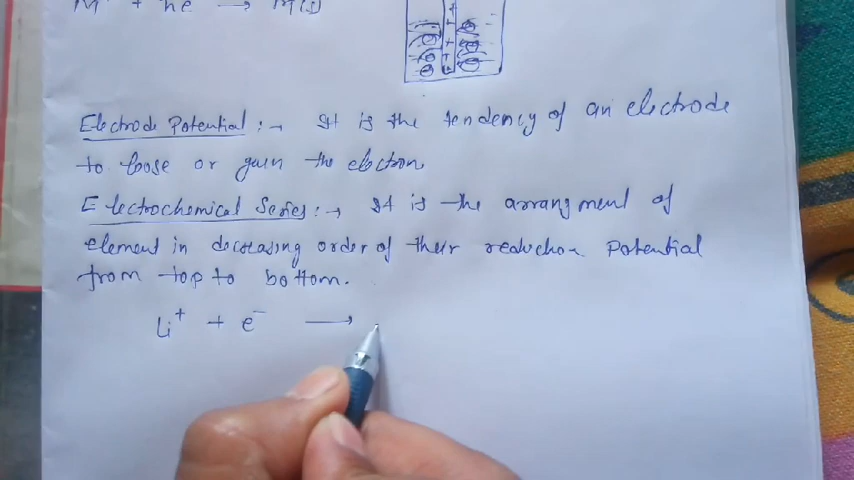 + ne⁻ → M(s)
Electrode Potential :→ It is the tendency of an electrode
to loose or gain the electron
Electrochemical Series :→ It is the arrangment of
element in decreasing order of their reduction Potential
from top to bottom.
Li⁺ + e⁻ →